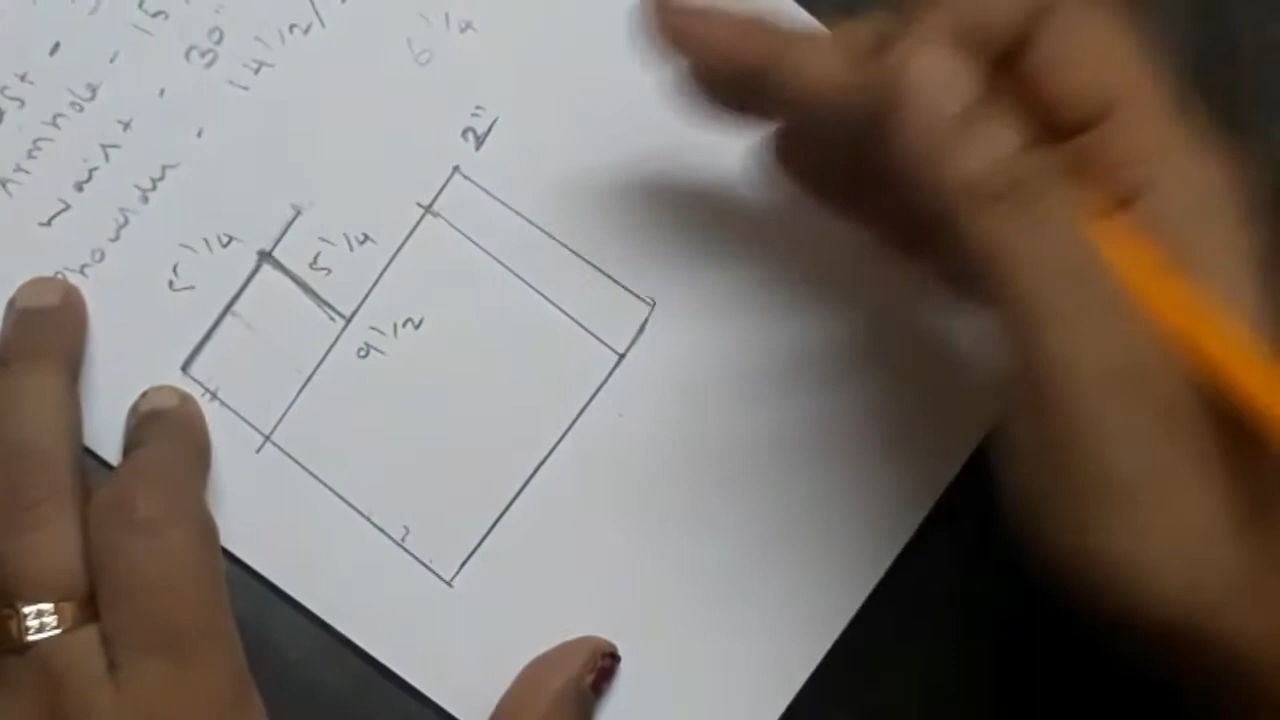 Armhole - 15
waist - 30"
Shoulder - 14 1/2/
6 1/4
2"
5 1/4
5 1/4
9 1/2
2